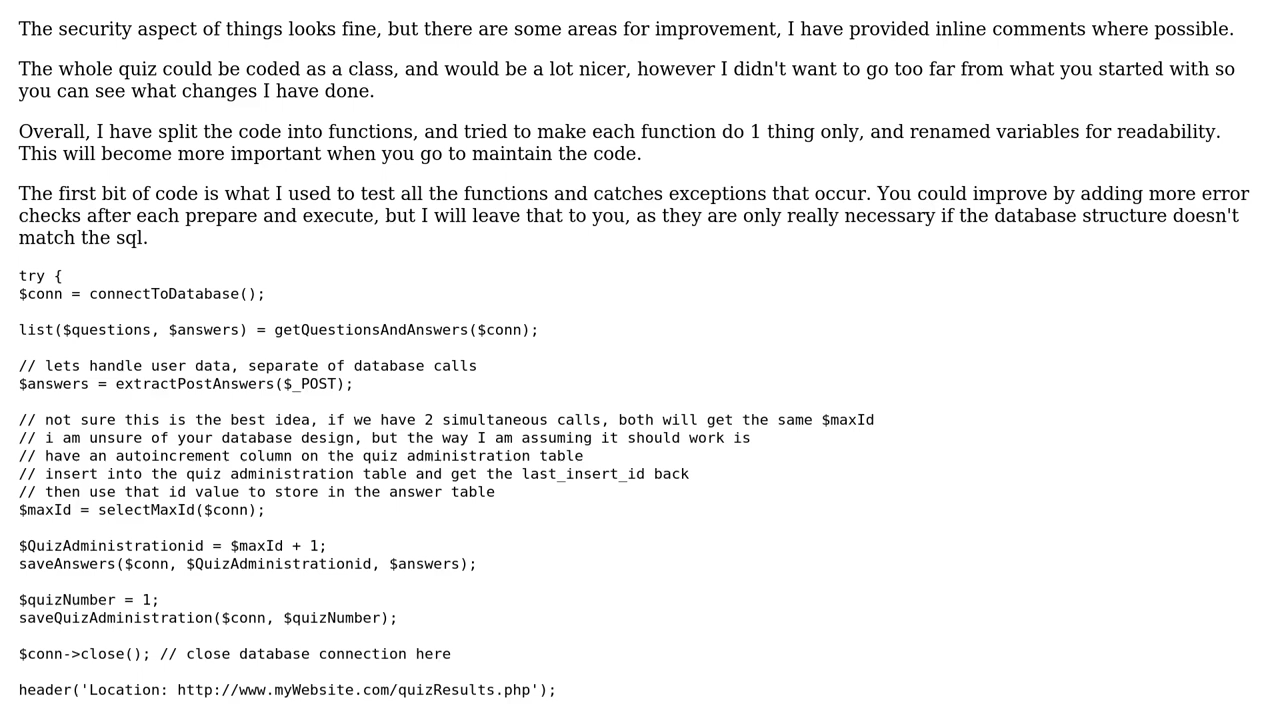 The security aspect of things looks fine, but there are some areas for improvement, I have provided inline comments where possible.
The whole quiz could be coded as a class, and would be a lot nicer, however I didn't want to go too far from what you started with so
you can see what changes I have done.
Overall, I have split the code into functions, and tried to make each function do 1 thing only, and renamed variables for readability.
This will become more important when you go to maintain the code.
The first bit of code is what I used to test all the functions and catches exceptions that occur. You could improve by adding more error
checks after each prepare and execute, but I will leave that to you, as they are only really necessary if the database structure doesn't
match the sql.
try {
$conn = connectToDatabase();
list($questions, $answers) = getQuestionsAndAnswers($conn);
// lets handle user data, separate of database calls
$answers = extractPostAnswers($_POST);
// not sure this is the best idea, if we have 2 simultaneous calls, both will get the same $maxId
// i am unsure of your database design, but the way I am assuming it should work is
// have an autoincrement column on the quiz administration table
// insert into the quiz administration table and get the last_insert_id back
// then use that id value to store in the answer table
$maxId = selectMaxId($conn);
$QuizAdministrationid = $maxId + 1;
saveAnswers($conn, $QuizAdministrationid, $answers);
$quizNumber = 1;
saveQuizAdministration($conn, $quizNumber);
$conn->close(); // close database connection here
header('Location: http://www.myWebsite.com/quizResults.php');